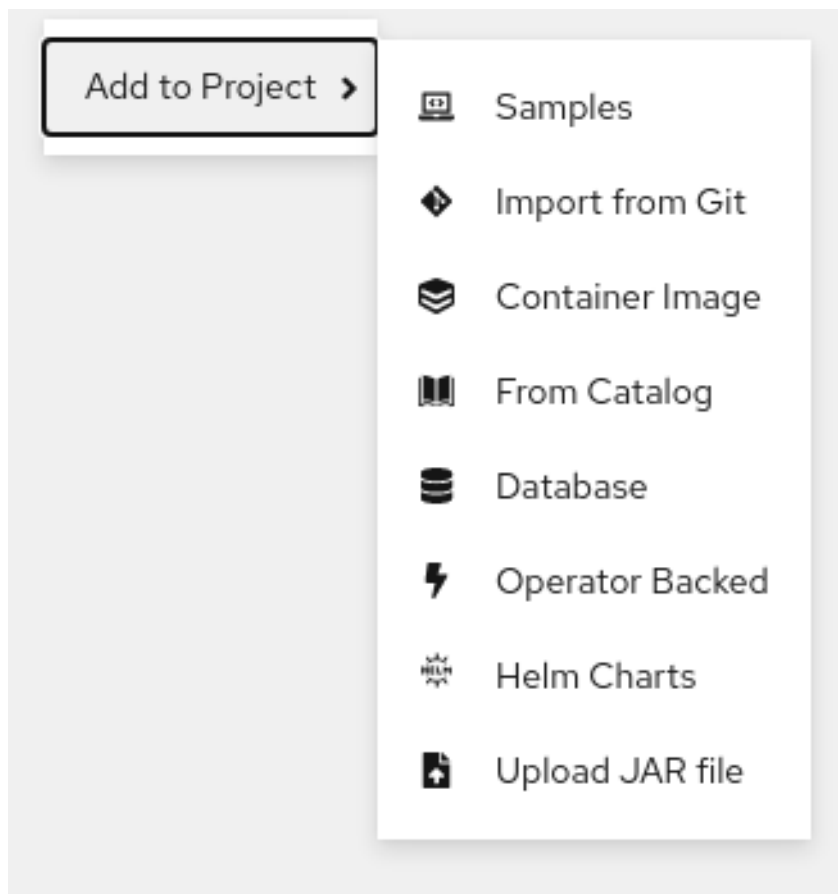 Add to Project
Samples
Import from Git
Container Image
From Catalog
Database
Operator Backed
HELM
Helm Charts
Upload JAR file